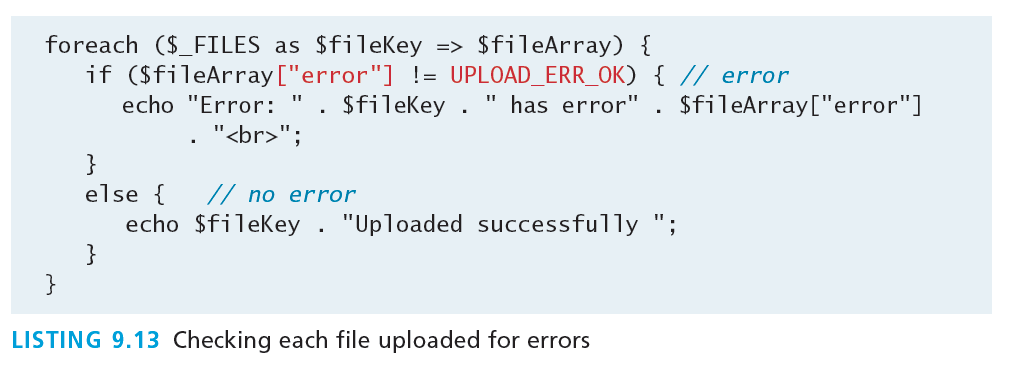 foreach ($_FILES as $fileKey => $fileArray) {
if ($fileArray["error"] != UPLOAD_ERR_OK) { // error
echo "Error: " . $fileKey . " has error" . $fileArray["error"]
. "<br>";
}
else { // no error
echo $fileKey . "Uploaded successfully ";
}
}
LISTING 9.13 Checking each file uploaded for errors